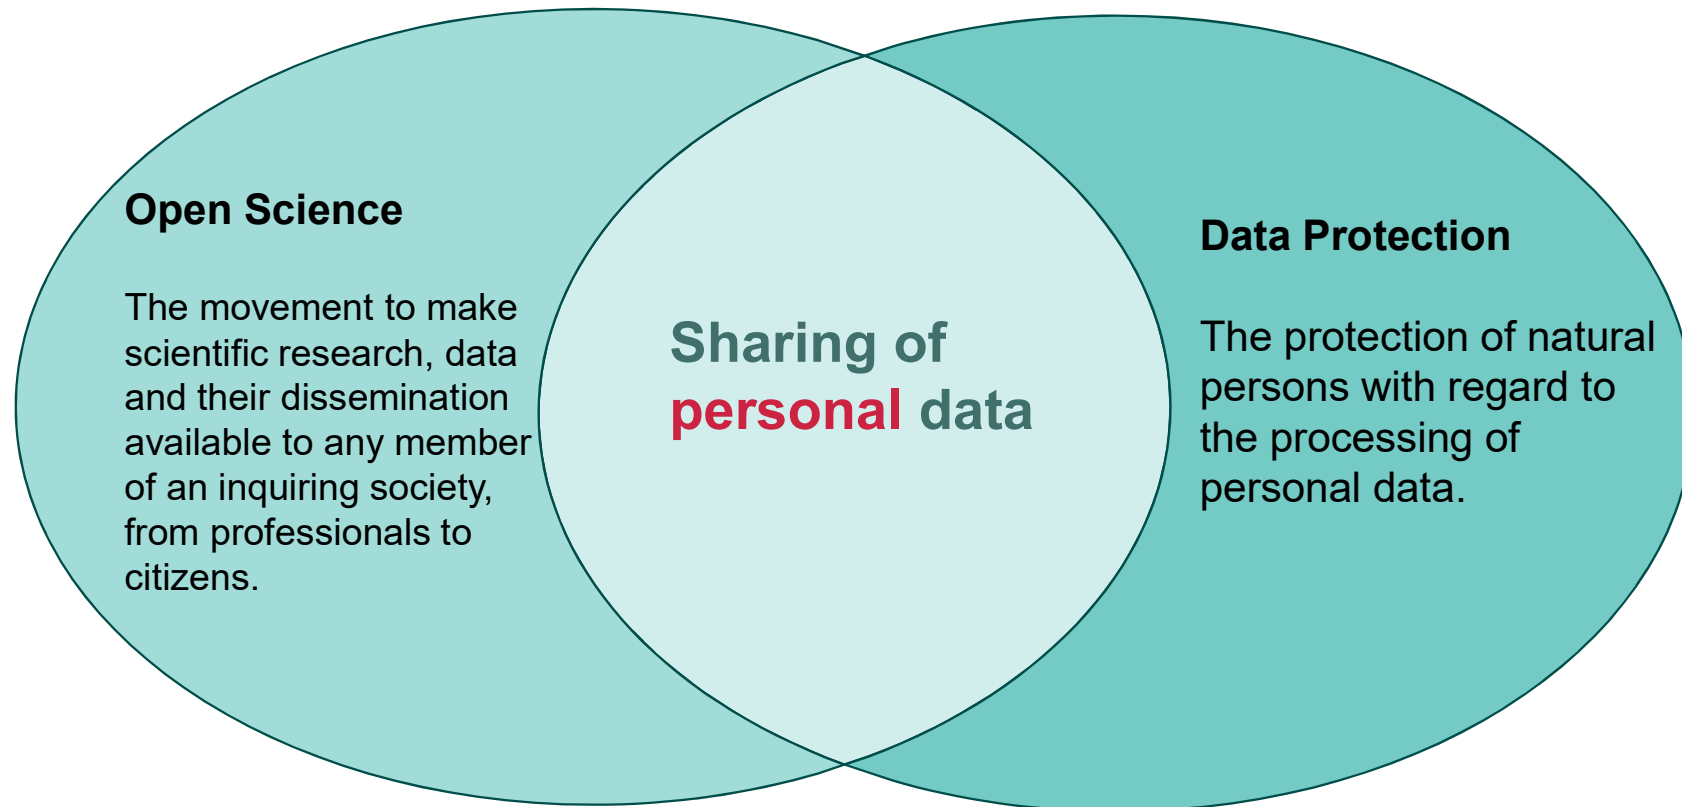 Open Science
The movement to make
scientific research, data
and their dissemination
available to any member
of an inquiring society,
from professionals to
citizens.
Sharing of
personal data
Data Protection
The protection of natural
persons with regard to
the processing of
personal data.